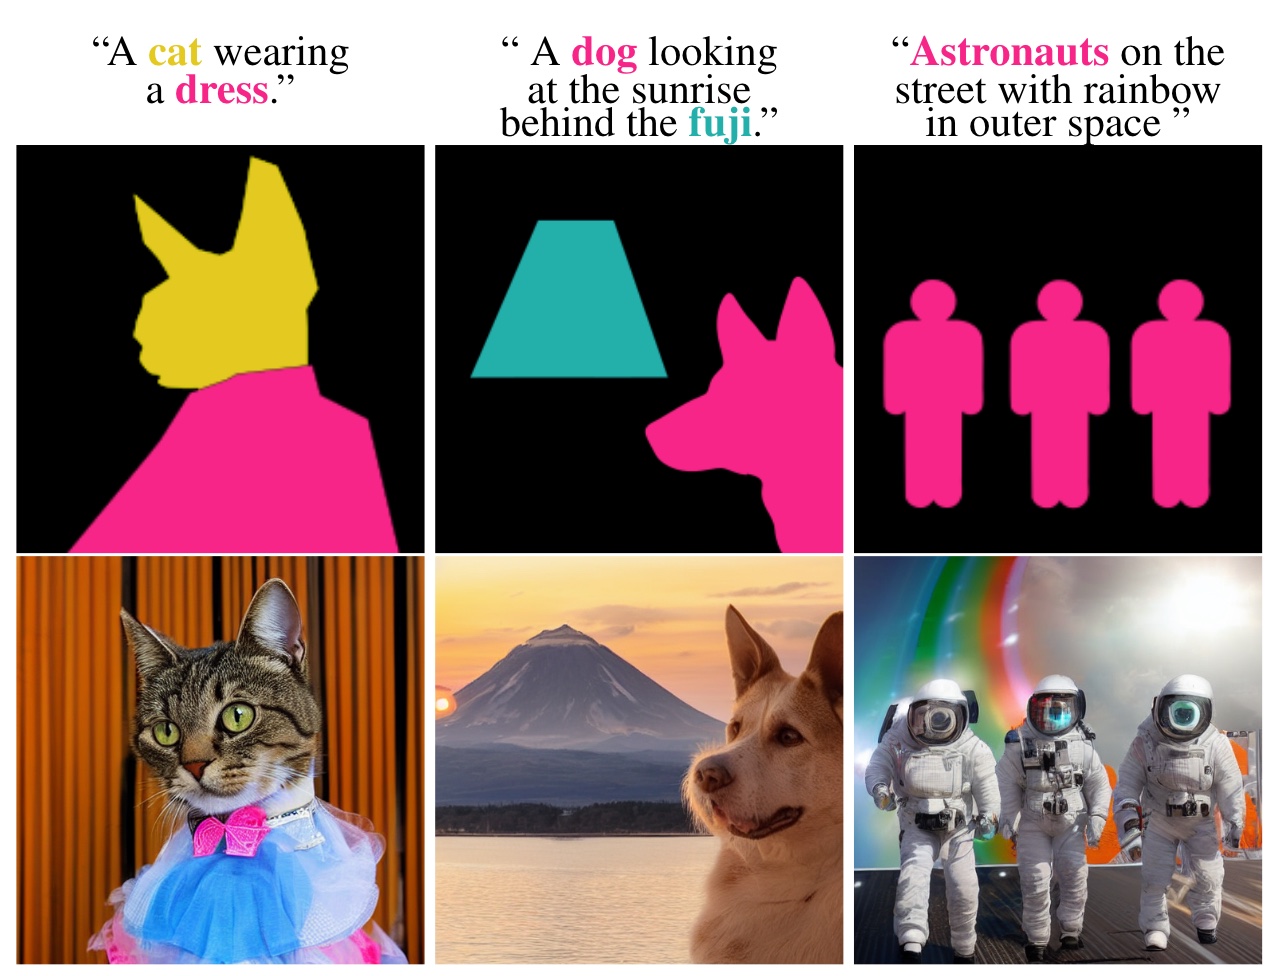 “A cat wearing
a dress.”
“ A dog looking
at the sunrise
behind the fuji.”
“Astronauts on the
street with rainbow
in outer space ”